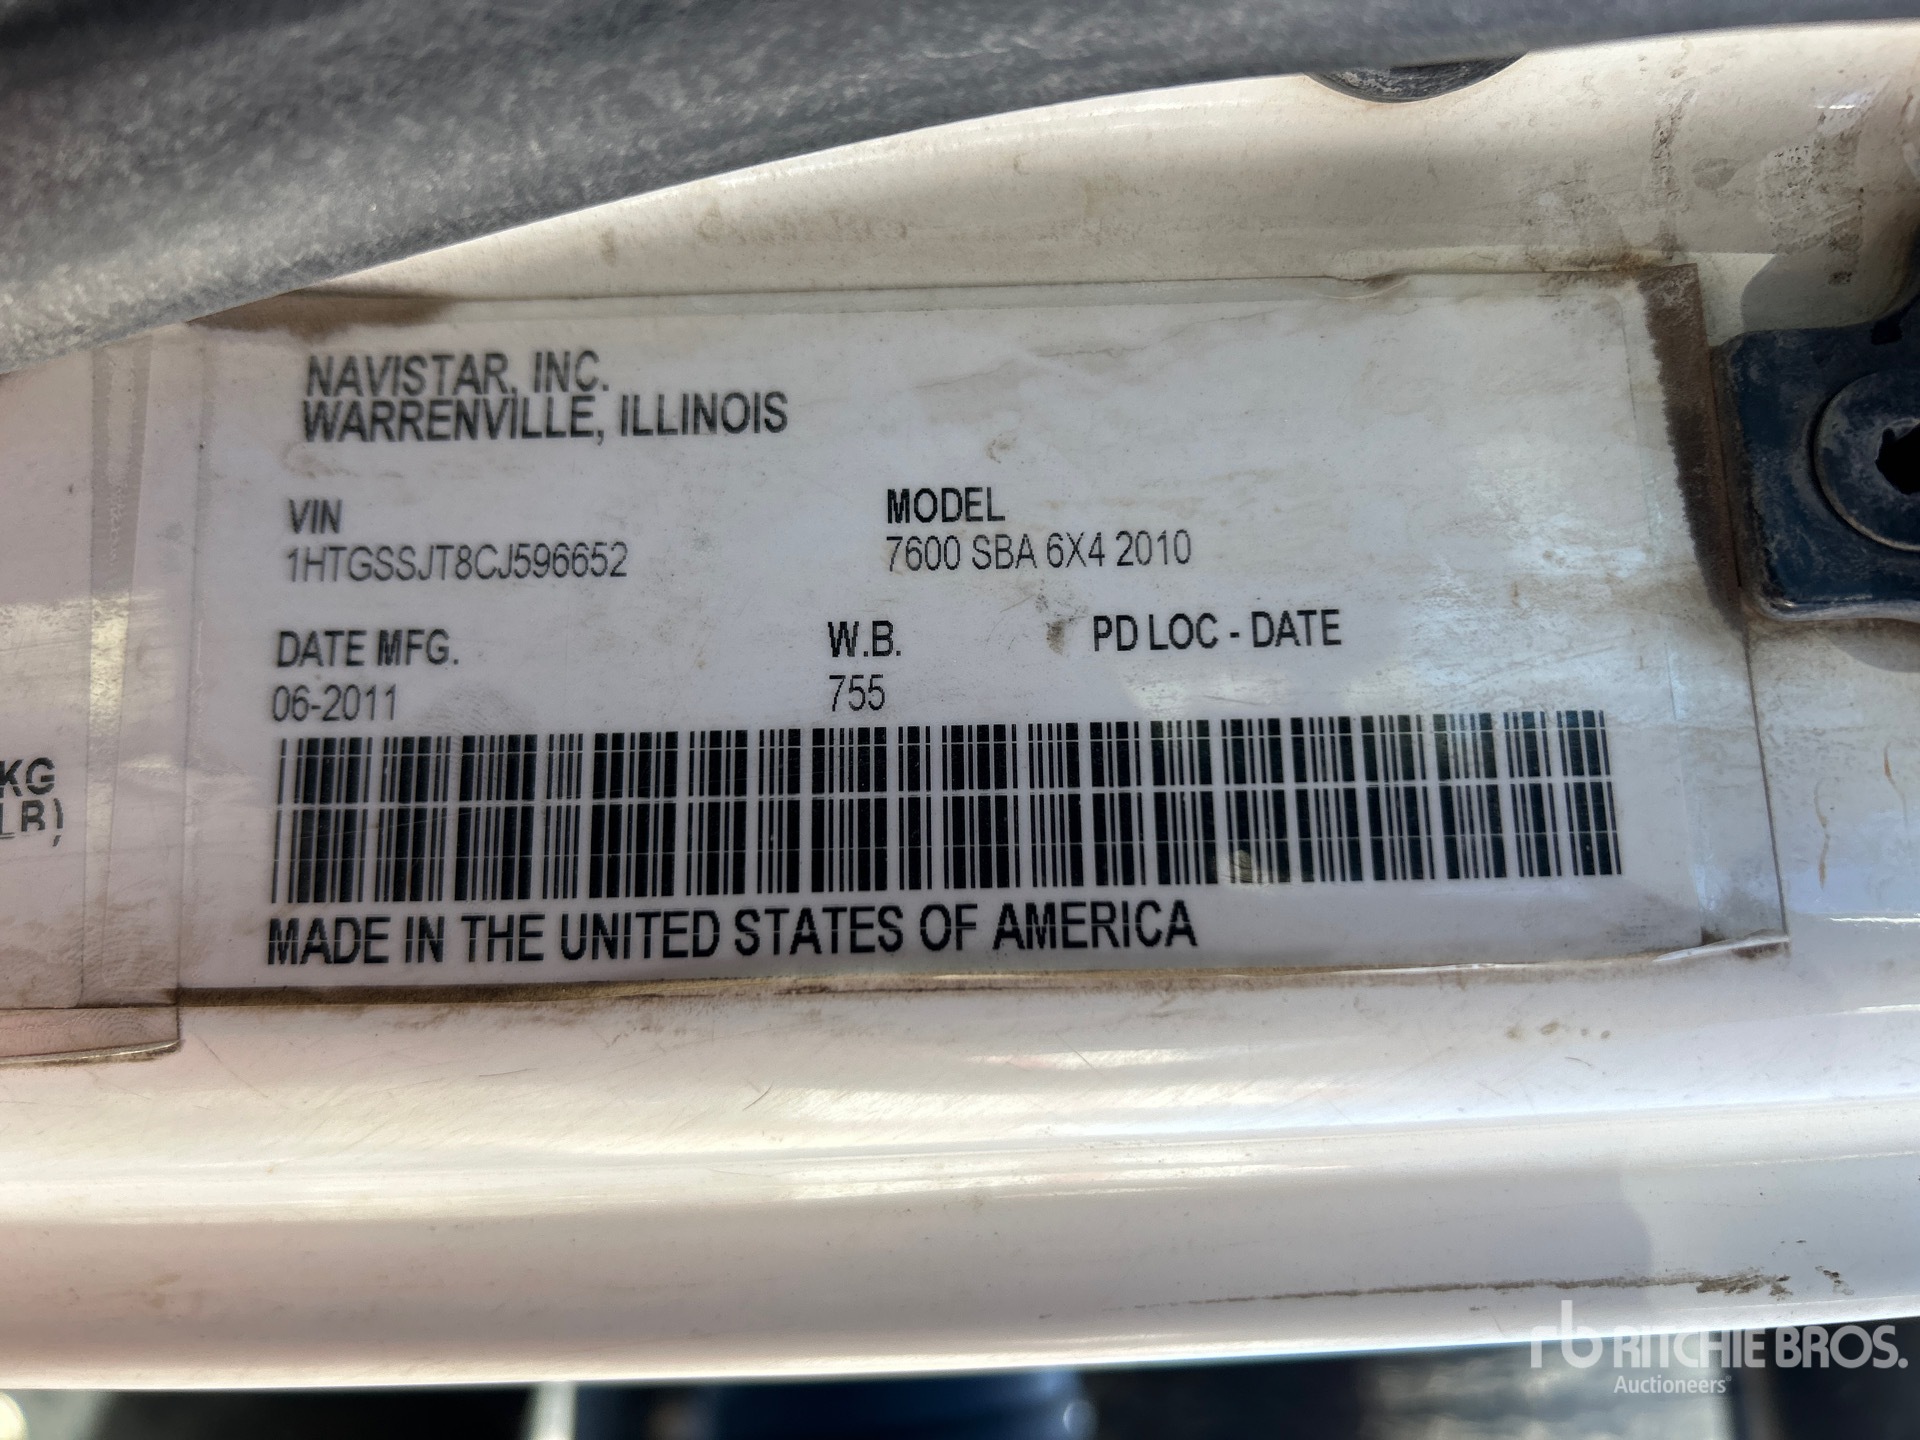 NAVISTAR, INC.
WARRENVILLE, ILLINOIS
VIN
1HTGSSJT8CJ596652
MODEL
7600 SBA 6X4 2010
DATE MFG.
06-2011
W.B.
755
PD LOC - DATE
KG
LB)
MADE IN THE UNITED STATES OF AMERICA
rb RITCHIE BROS.
Auctioneers